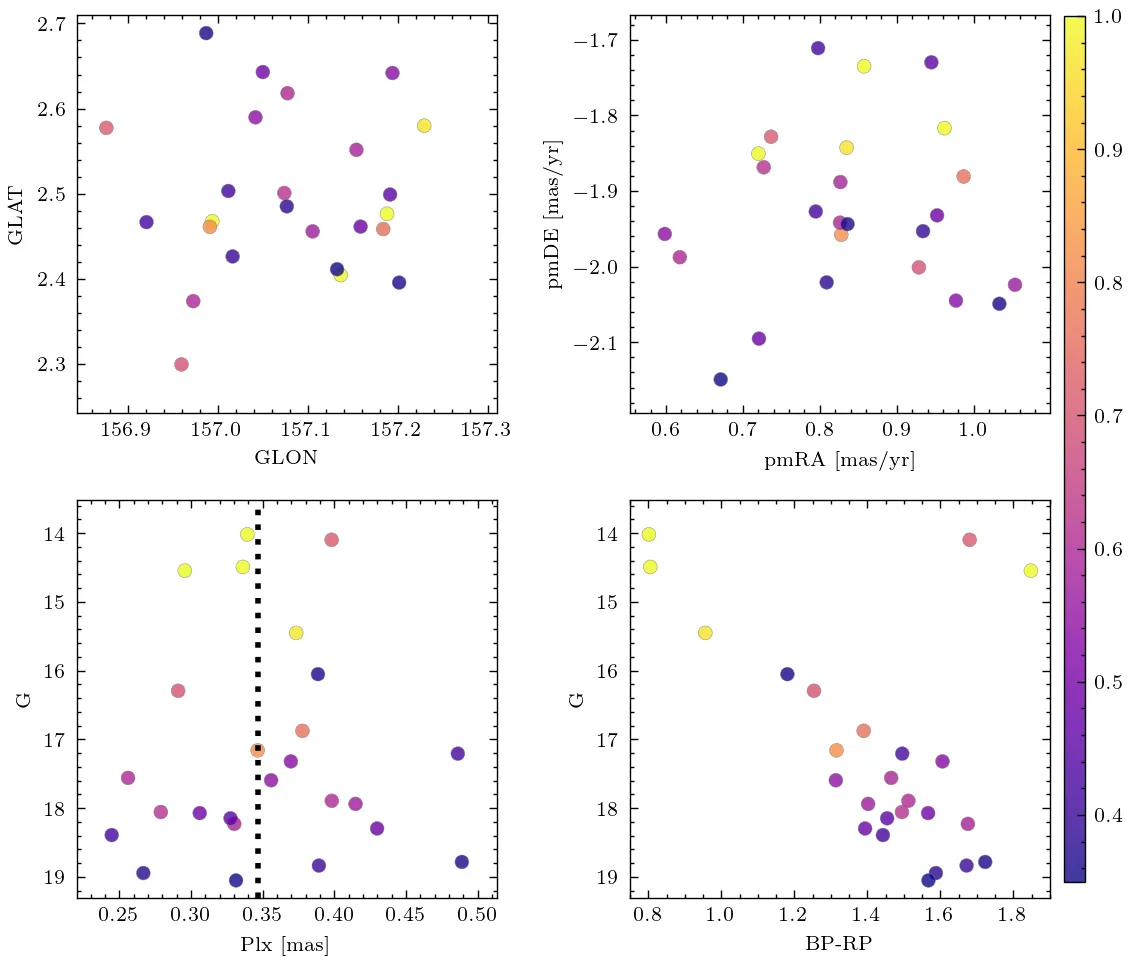 2.7
2.6
2.5
2.4
2.3
GLAT
156.9 157.0 157.1 157.2 157.3
GLON
−1.7
−1.8
−1.9
−2.0
−2.1
pmDE [mas/yr]
0.6 0.7 0.8 0.9 1.0
pmRA [mas/yr]
1.0
0.9
0.8
0.7
0.6
0.5
0.4
14
15
16
17
18
19
G
0.25 0.30 0.35 0.40 0.45 0.50
Plx [mas]
14
15
16
17
18
19
G
0.8 1.0 1.2 1.4 1.6 1.8
BP-RP